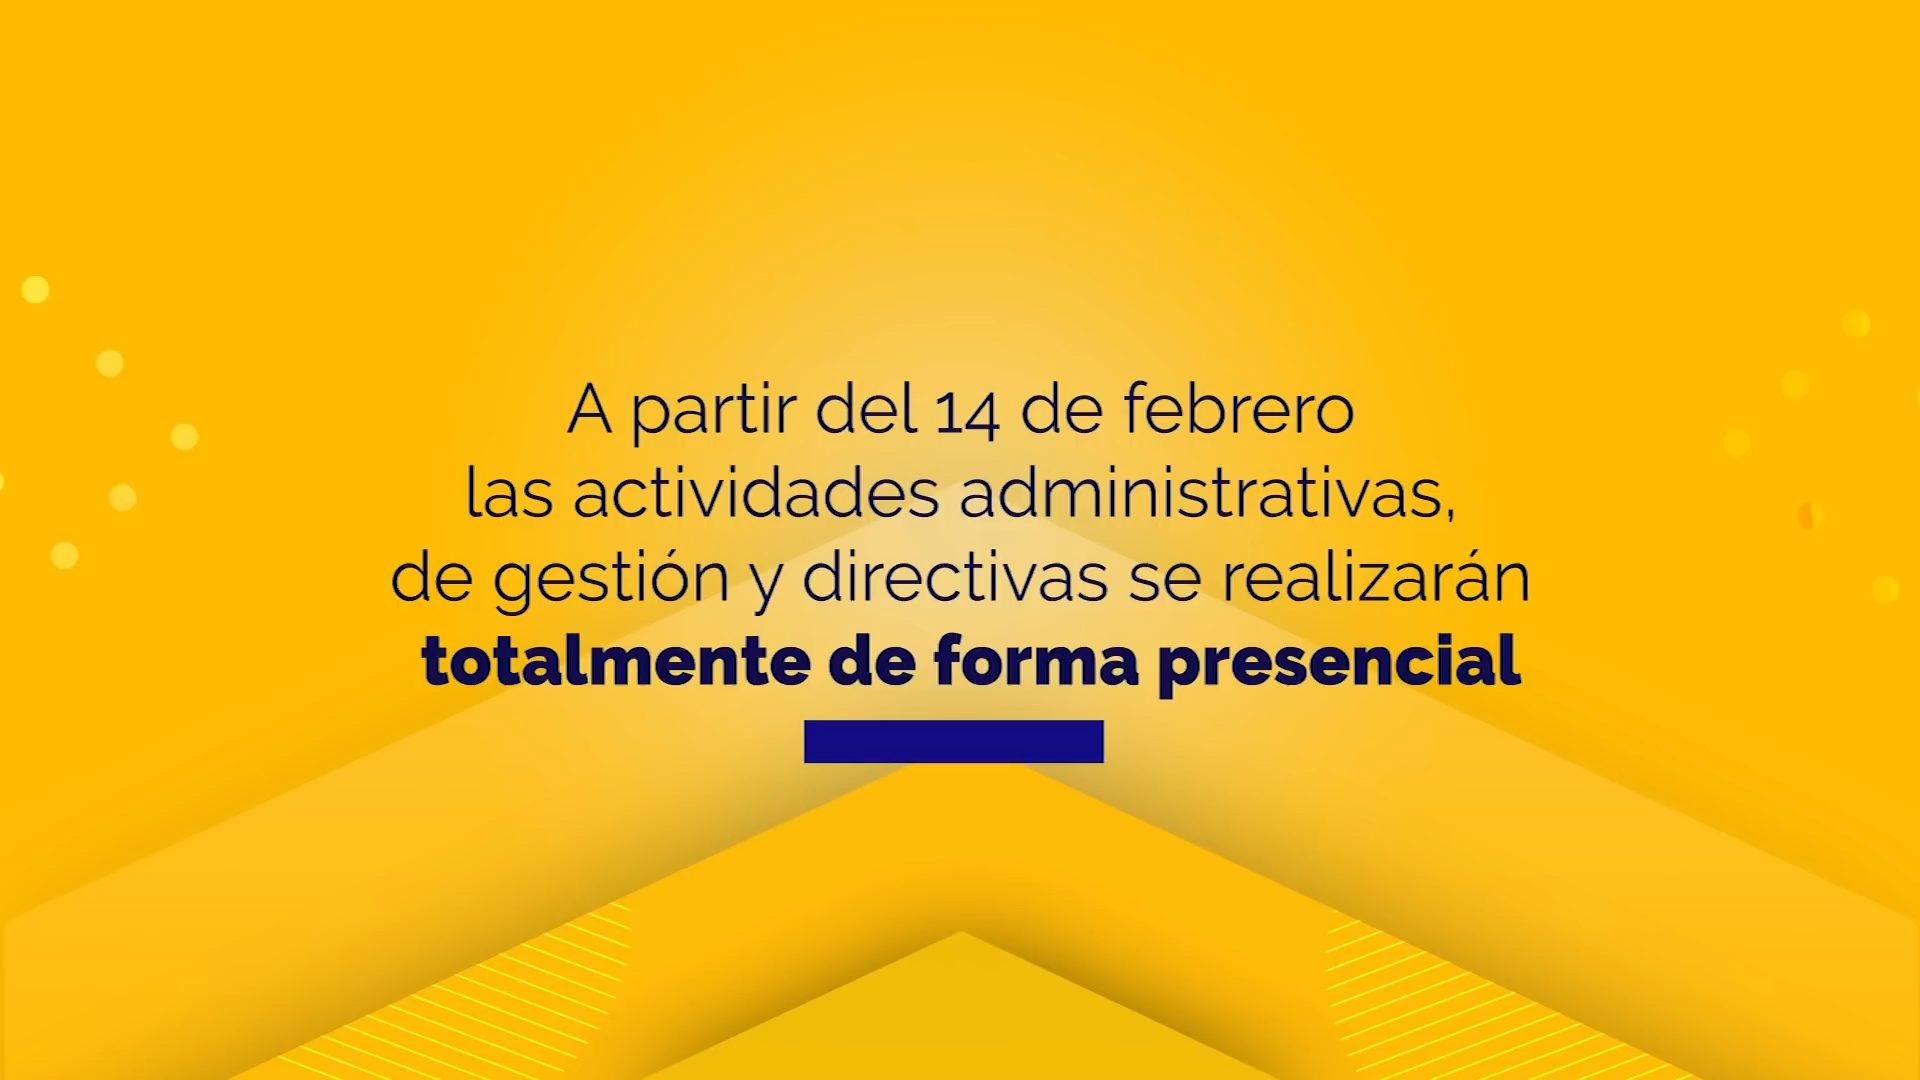 A partir del 14 de febrero
las actividades administrativas,
de gestión y directivas se realizarán
totalmente de forma presencial